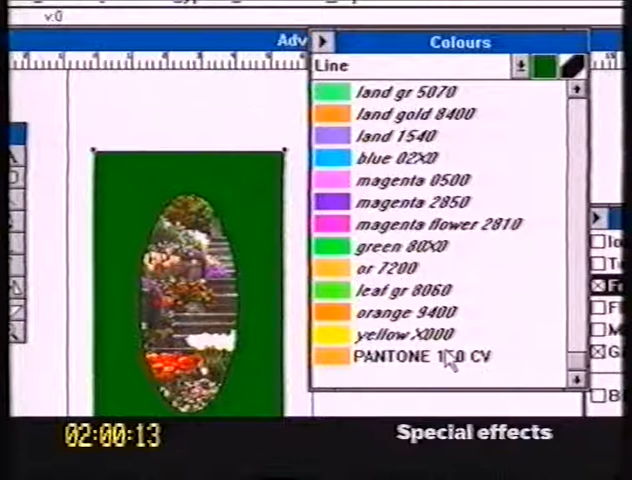 v:0
Adv
Colours
Line
land gr 5070
land gold 8400
land 1540
blue 02X0
magenta 0500
magenta 2850
magenta flower 2810
green 80X0
or 7200
leaf gr 8060
orange 9400
yellow X000
PANTONE CV
02:00:13
Special effects